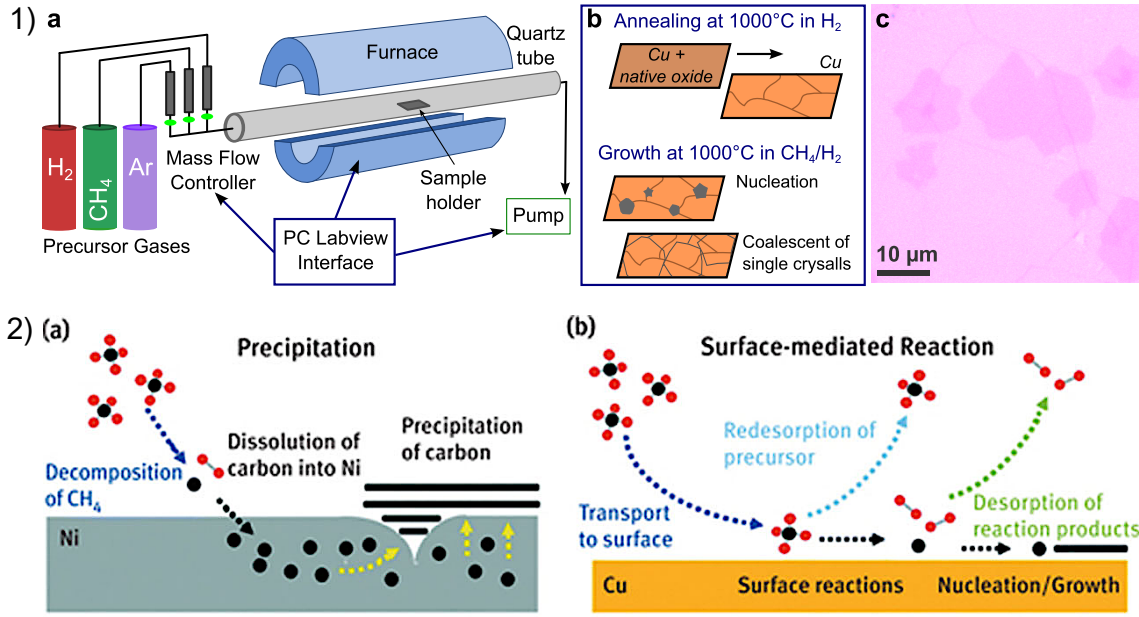 1) a
H2
CH4
Ar
Precursor Gases
Mass Flow
Controller
Furnace
Quartz
tube
Sample
holder
PC Labview
Interface
Pump
b
Annealing at 1000°C in H2
Cu +
native oxide
Cu
Growth at 1000°C in CH4/H2
Nucleation
Coalescent of
single crysalls
c
10 µm
2) (a)
Precipitation
Decomposition
of CH4
Dissolution of
carbon into Ni
Precipitation
of carbon
Ni
(b)
Surface-mediated Reaction
Redesorption of
precursor
Transport
to surface
Desorption of
reaction products
Cu
Surface reactions
Nucleation/Growth